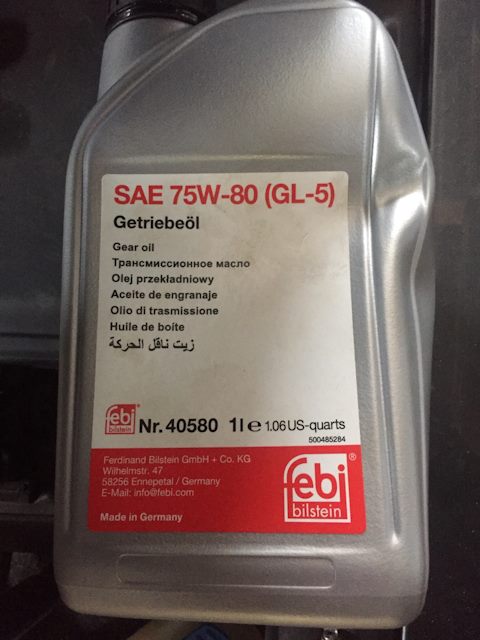 SAE 75W-80 (GL-5)
Getriebeöl
Gear oil
Трансмиссионное масло
Olej przekładniowy
Aceite de engranaje
Olio di trasmissione
Huile de boîte
زيت ناقل الحركة
febi bilstein Nr. 40580 1l e 1.06 US-quarts
500485284
Ferdinand Bilstein GmbH + Co. KG
Wilhelmstr. 47
58256 Ennepetal / Germany
E-Mail: info@febi.com
Made in Germany
febi®
bilstein